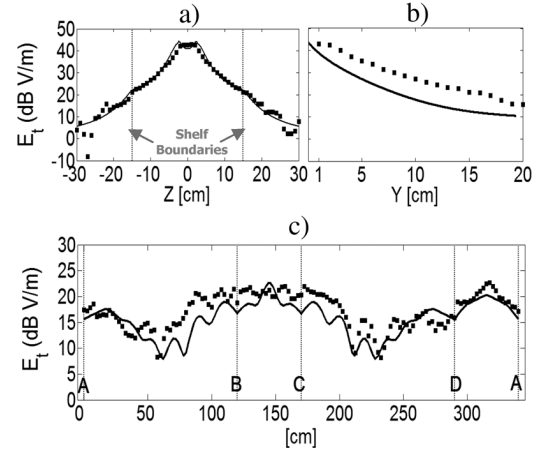 a)
b)
50
40
30
20
10
0
-10
E_t (dB V/m)
Shelf
Boundaries
-30 -20 -10 0 10 20 30
Z [cm]
1 5 10 15 20
Y [cm]
c)
30
25
20
15
10
5
0
E_t (dB V/m)
A B C D A
0 50 100 150 200 250 300
[cm]